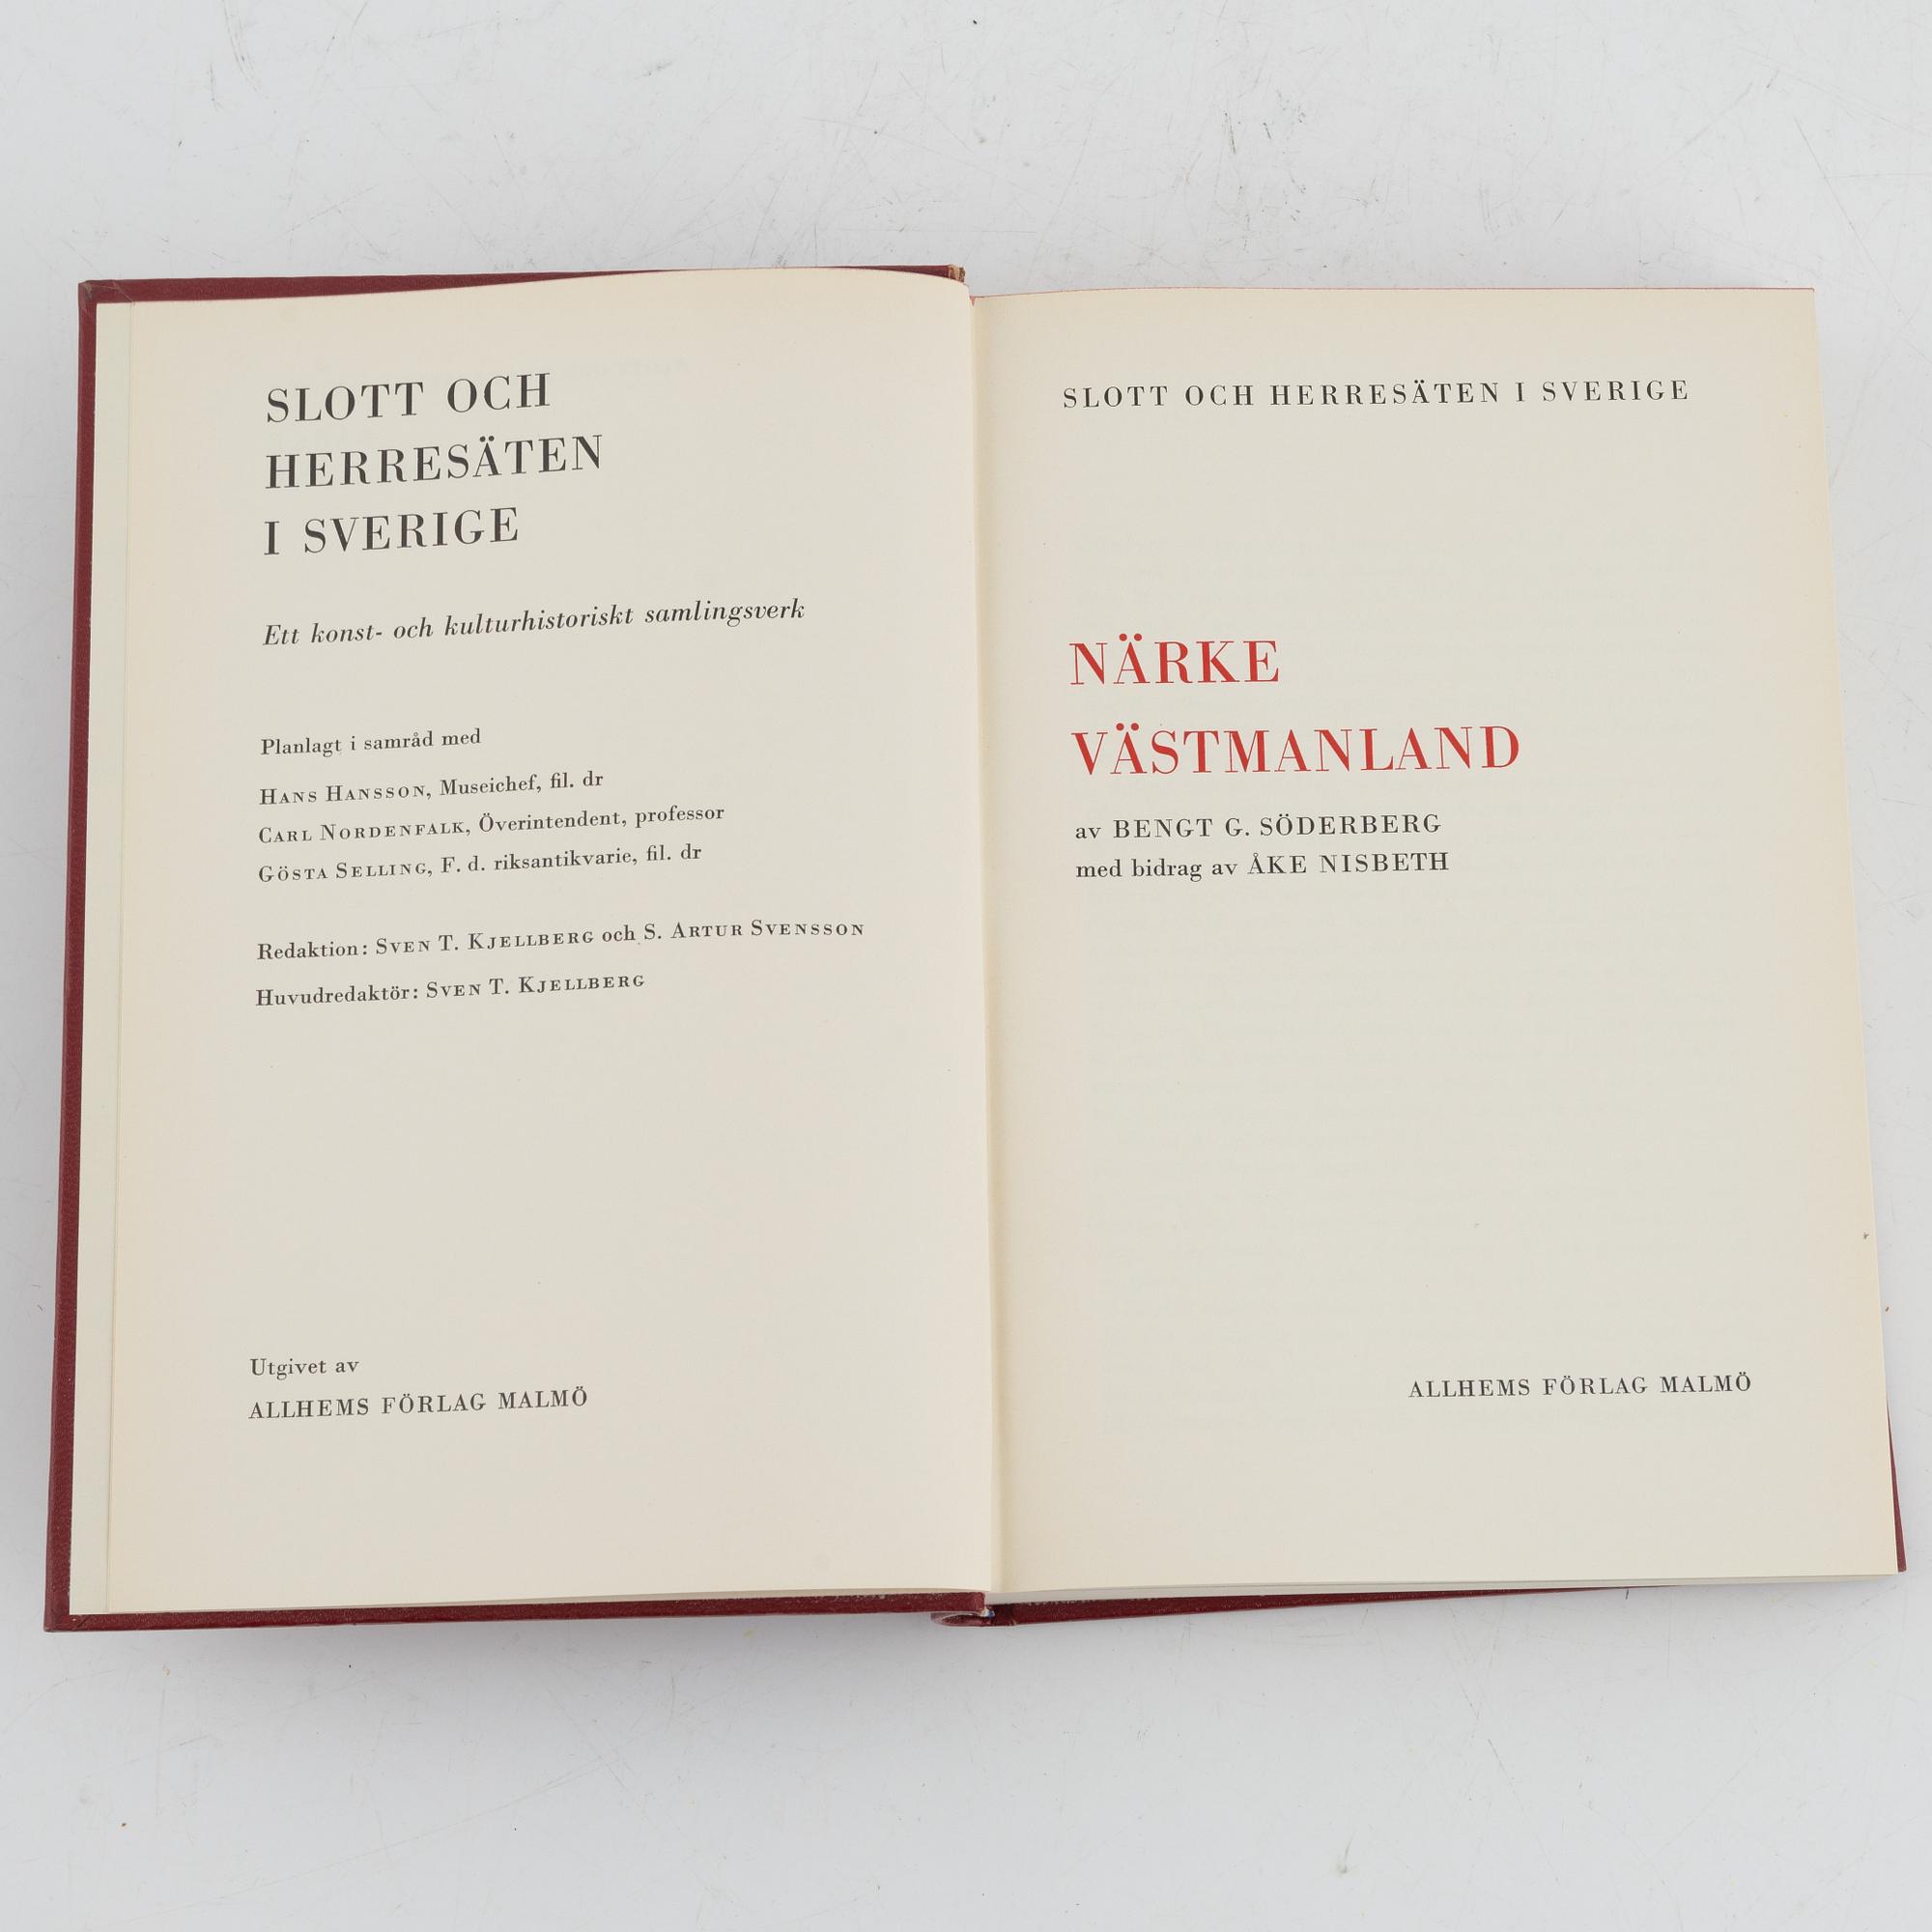 SLOTT OCH
HERRESÄTEN
I SVERIGE
Ett konst- och kulturhistoriskt samlingsverk
Planlagt i samråd med
HANS HANSSON, Museichef, fil. dr
CARL NORDENFALK, Överintendent, professor
GÖSTA SELLING, F. d. riksantikvarie, fil. dr
Redaktion: SVEN T. KJELLBERG och S. ARTUR SVENSSON
Huvudredaktör: SVEN T. KJELLBERG
Utgivet av
ALLHEMS FÖRLAG MALMÖ
SLOTT OCH HERRESÄTEN I SVERIGE
NÄRKE
VÄSTMANLAND
av BENGT G. SÖDERBERG
med bidrag av ÅKE NISBETH
ALLHEMS FÖRLAG MALMÖ